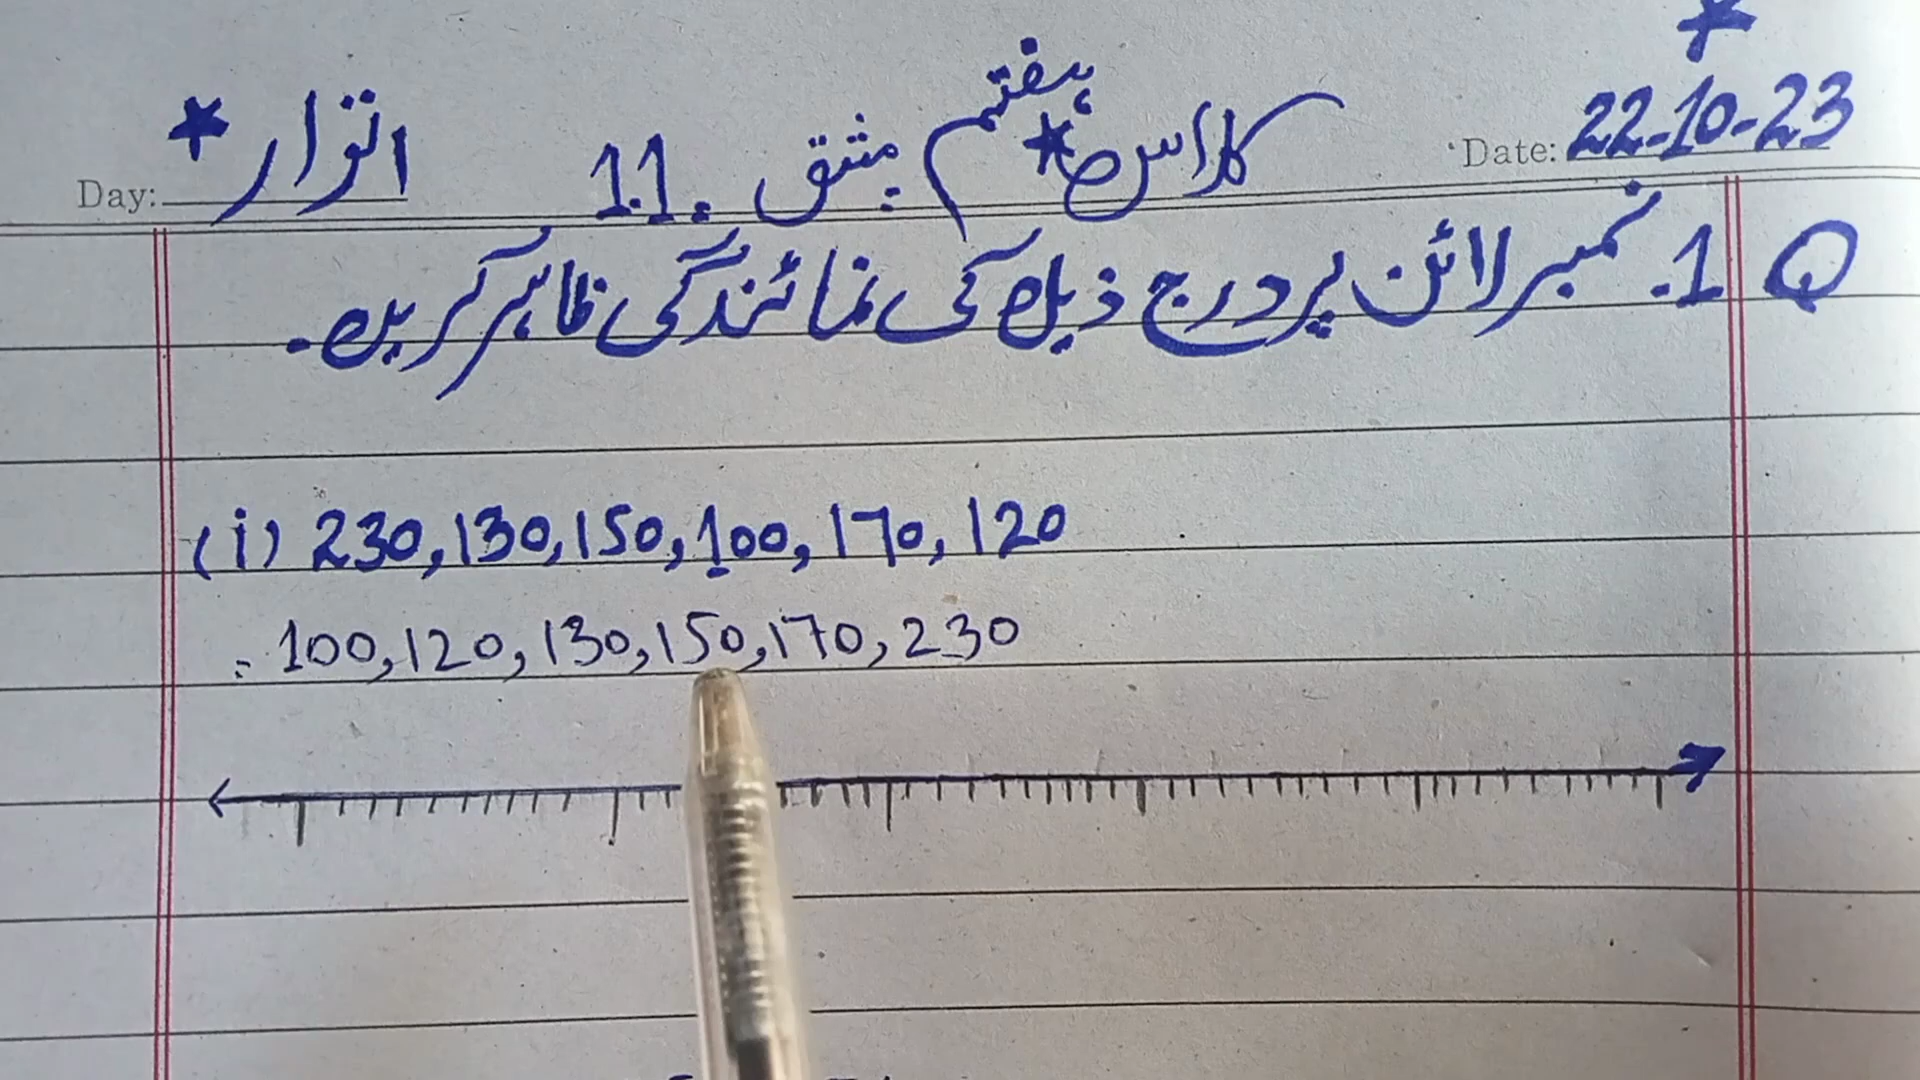 Day: اتوار کلاس ہفتم مشق . 1.1 Date: 22-10-23
Q 1. نمبر لائن پر درج ذیل کی نمائندگی ظاہر کریں۔
(i) 230, 130, 150, 100, 170, 120
= 100, 120, 130, 150, 170, 230